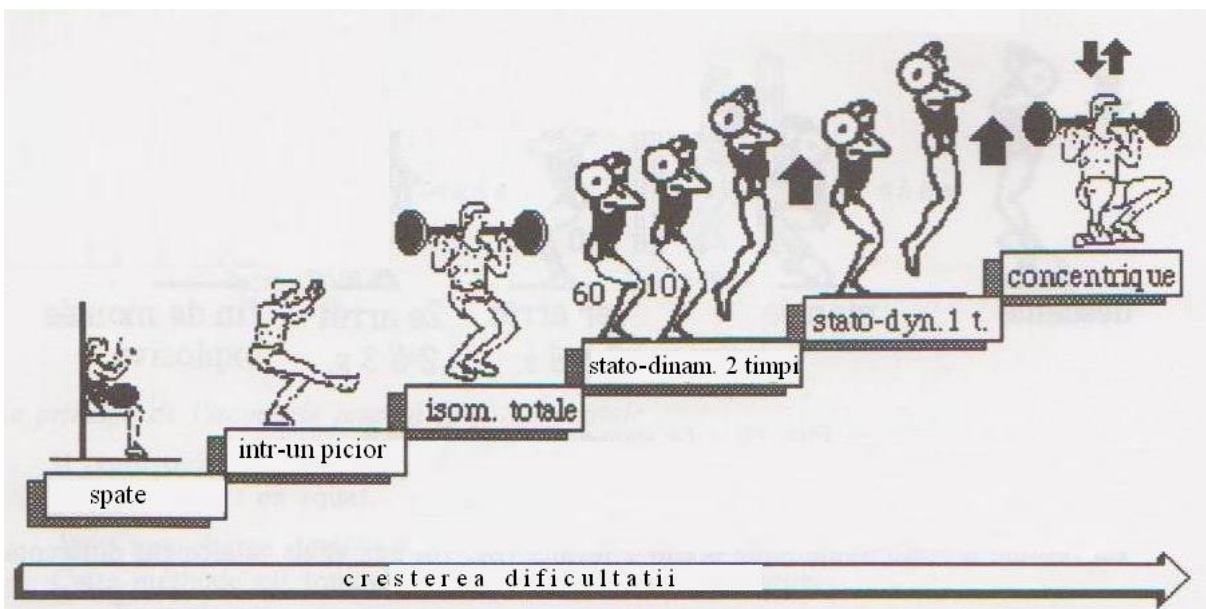 60
10
concentrique
stato-dyn. 1 t.
stato-dinam. 2 timpi
isom. totale
intr-un picior
spate
cresterea dificultatii